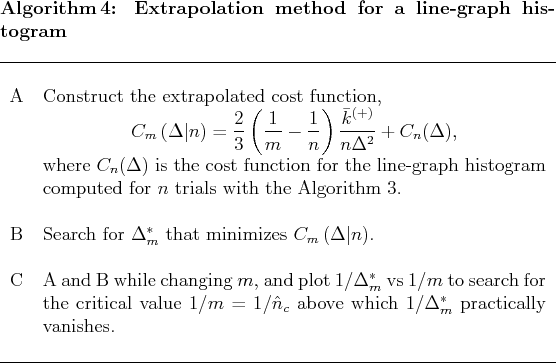 Algorithm 4: Extrapolation method for a line-graph his-
togram
A Construct the extrapolated cost function,
$C_m\,(\Delta|n) = \frac{2}{3}\left(\frac{1}{m} - \frac{1}{n}\right)\frac{\bar{k}^{(+)}}{n\Delta^2} + C_n(\Delta),$
where $C_n(\Delta)$ is the cost function for the line-graph histogram
computed for $n$ trials with the Algorithm 3.
B Search for $\Delta_m^*$ that minimizes $C_m\,(\Delta|n)$.
C A and B while changing $m$, and plot $1/\Delta_m^*$ vs $1/m$ to search for
the critical value $1/m = 1/\hat{n}_c$ above which $1/\Delta_m^*$ practically
vanishes.